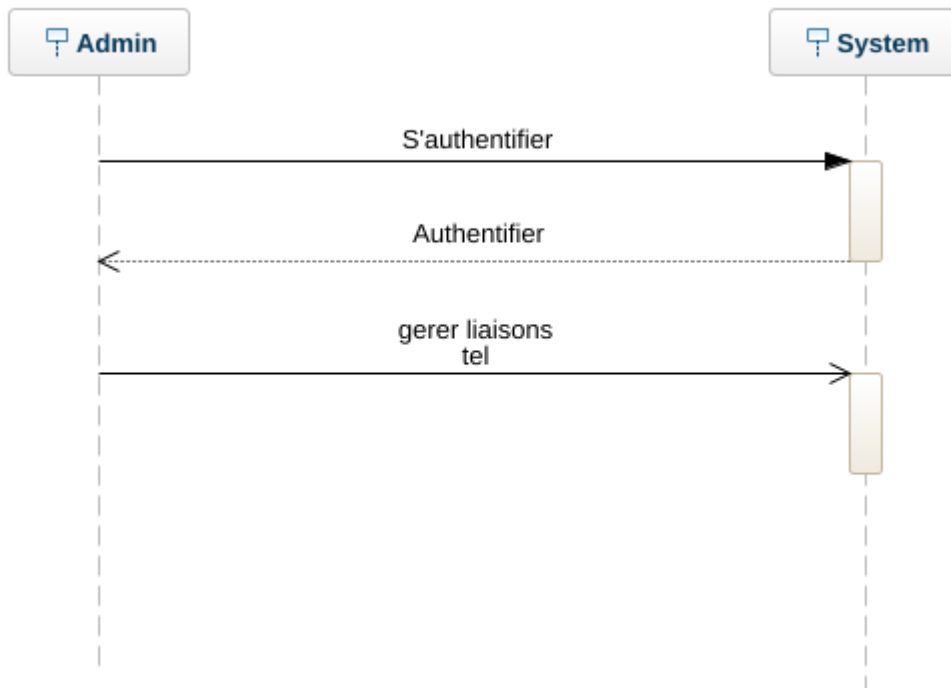 Admin
System
S'authentifier
Authentifier
gerer liaisons
tel